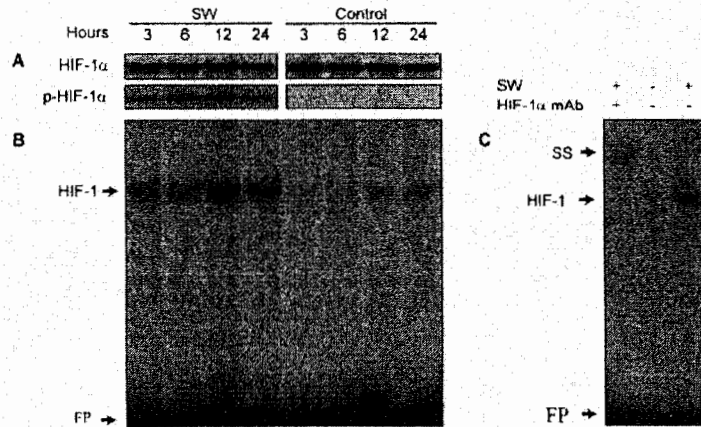 SW Control
Hours 3 6 12 24 3 6 12 24
A HIF-1α
p-HIF-1α
B
HIF-1
FP
C
SW + - +
HIF-1α mAb + - -
SS
HIF-1
FP